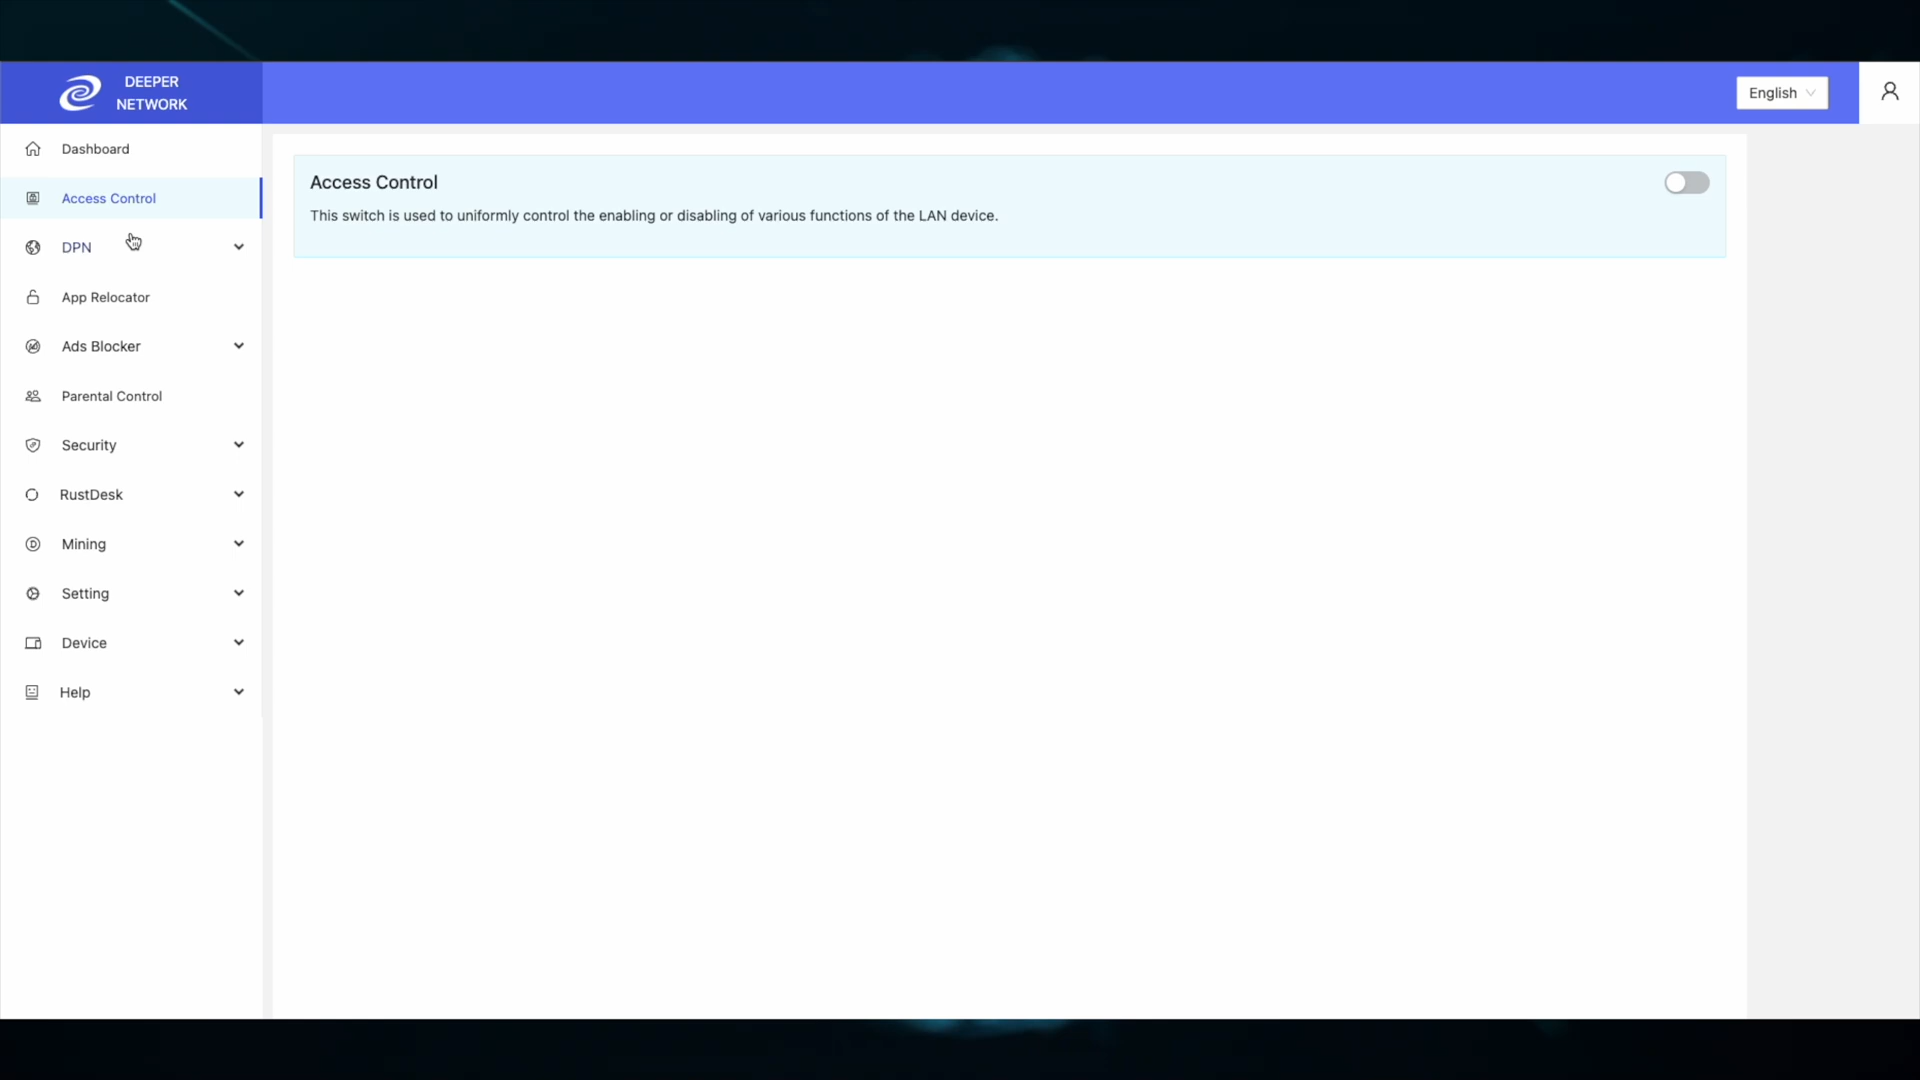 DEEPER
NETWORK
English
Dashboard
Access Control
DPN
App Relocator
Ads Blocker
Parental Control
Security
RustDesk
Mining
Setting
Device
Help
Access Control
This switch is used to uniformly control the enabling or disabling of various functions of the LAN device.